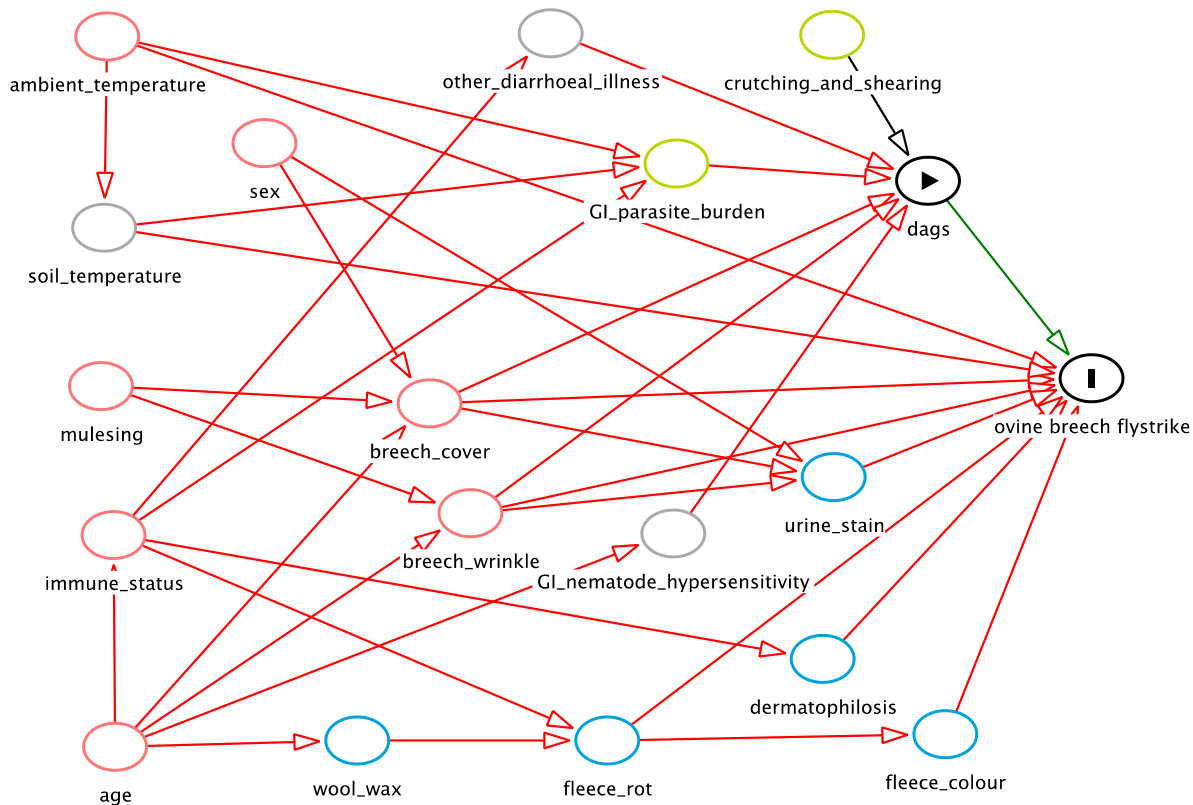 other_diarrhoeal_illness
crutching_and_shearing
ambient_temperature
sex
GI_parasite_burden
dags
soil_temperature
mulesing
breech_cover
ovine breech flystrike
urine_stain
breech_wrinkle
GI_nematode_hypersensitivity
immune_status
dermatophilosis
age
wool_wax
fleece_rot
fleece_colour